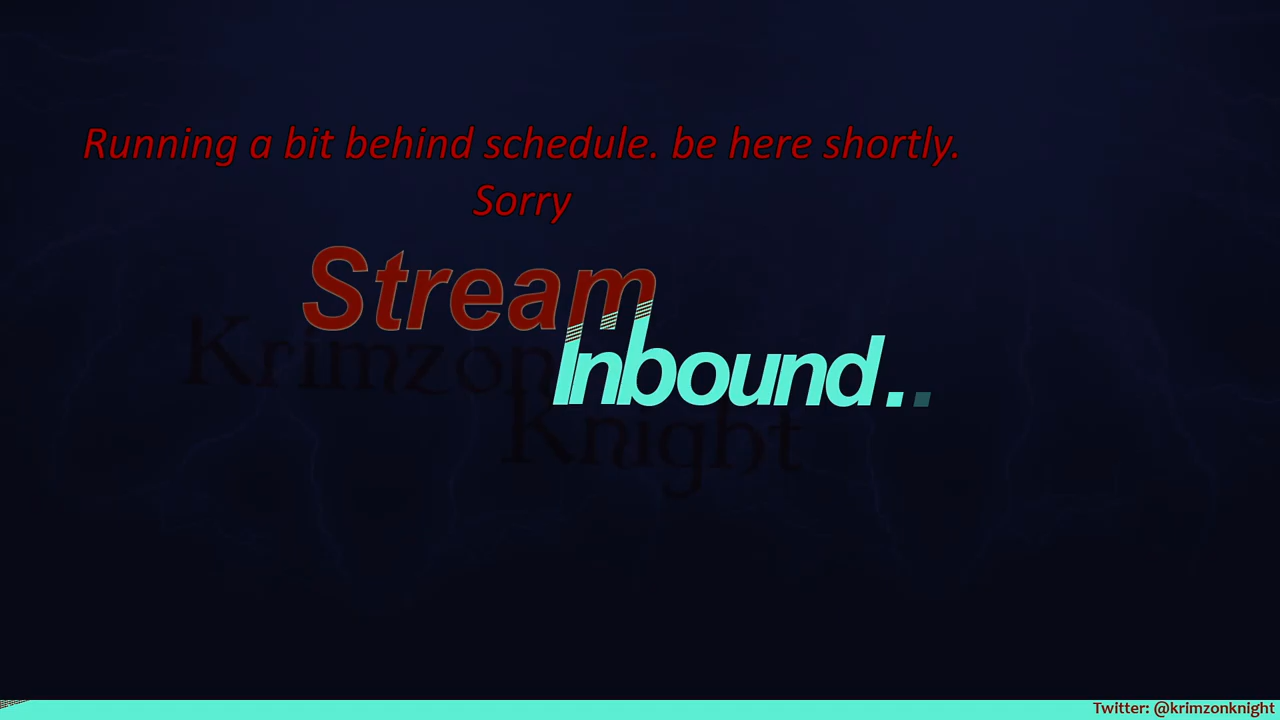 Running a bit behind schedule. be here shortly.
Sorry
Stream
Inbound..
Krimzon
Knight
Twitter: @krimzonknight